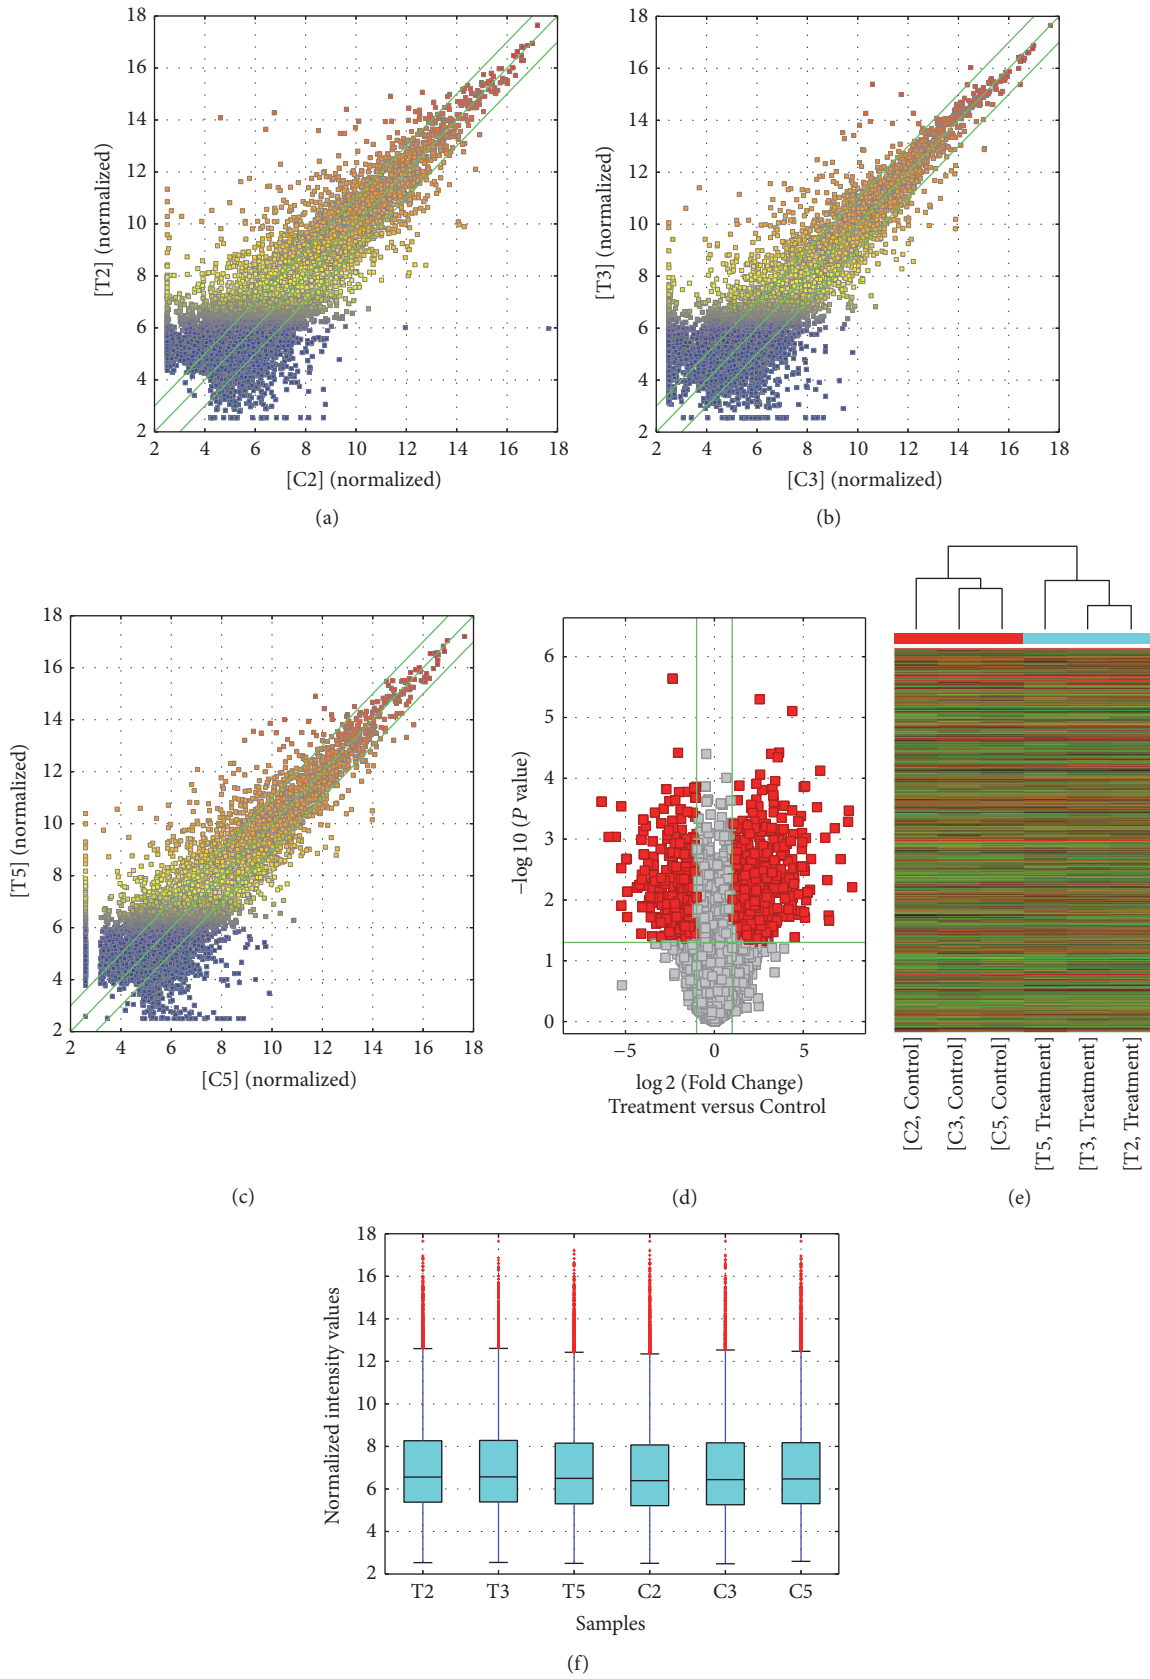 18
16
14
12
10
8
6
4
2
2 4 6 8 10 12 14 16 18
[T2] (normalized)
[C2] (normalized)
(a)
18
16
14
12
10
8
6
4
2
2 4 6 8 10 12 14 16 18
[T3] (normalized)
[C3] (normalized)
(b)
18
16
14
12
10
8
6
4
2
2 4 6 8 10 12 14 16 18
[T5] (normalized)
[C5] (normalized)
(c)
6
5
4
3
2
1
0
−5 0 5
−log 10 (P value)
log 2 (Fold Change)
Treatment versus Control
(d)
[C2, Control]
[C3, Control]
[C5, Control]
[T5, Treatment]
[T3, Treatment]
[T2, Treatment]
(e)
18
16
14
12
10
8
6
4
2
Normalized intensity values
T2 T3 T5 C2 C3 C5
Samples
(f)